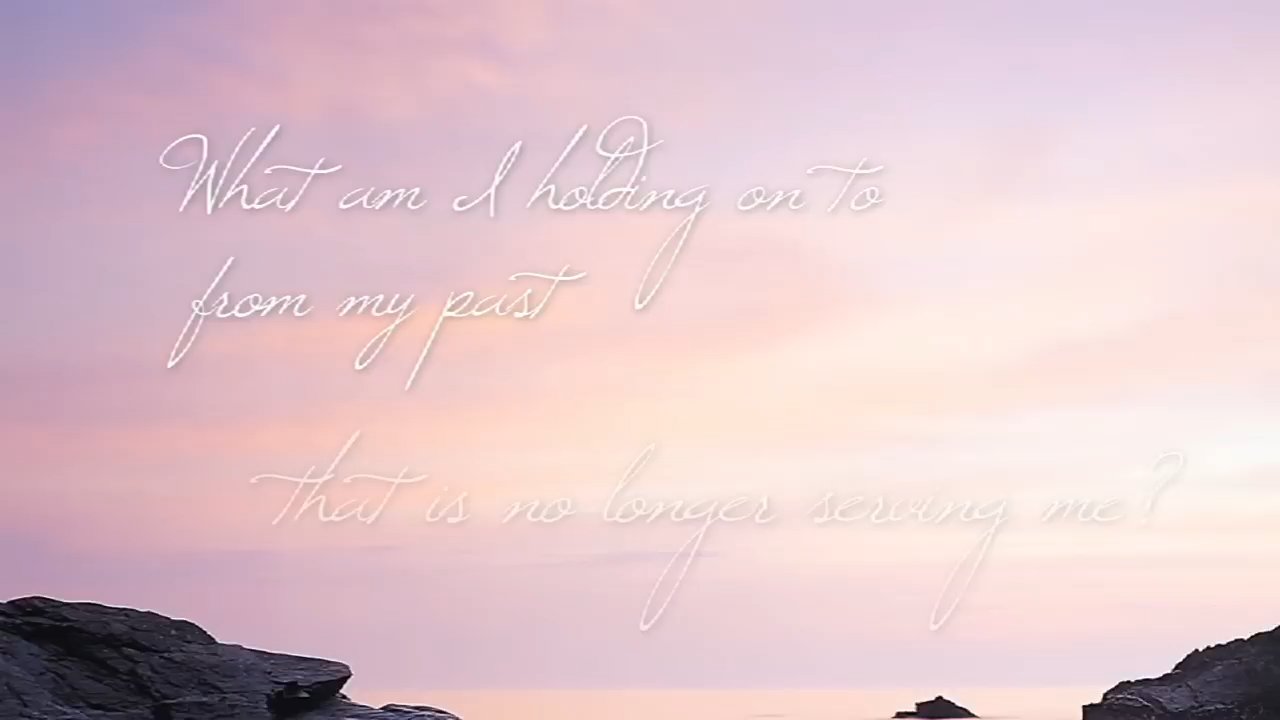 What am I holding on to
from my past
that is no longer serving me?